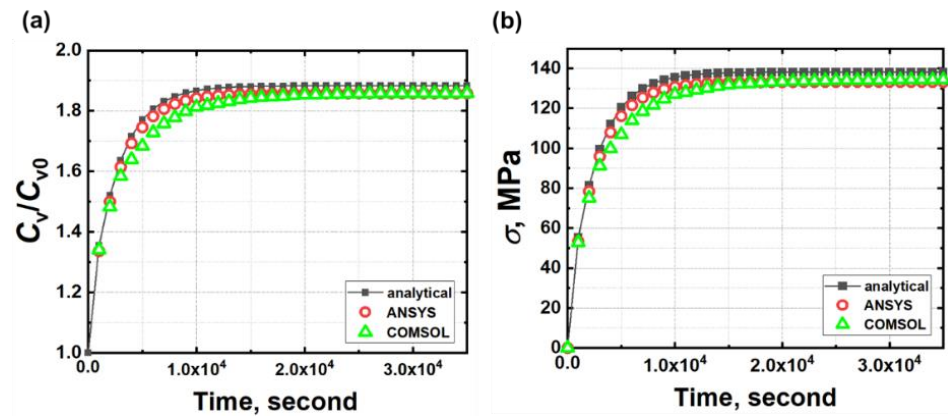 (a)
2.0
1.8
1.6
1.4
1.2
1.0
C_v/C_v0
analytical
ANSYS
COMSOL
0.0 1.0x10^4 2.0x10^4 3.0x10^4
Time, second
(b)
140
120
100
80
60
40
20
0
σ, MPa
analytical
ANSYS
COMSOL
0.0 1.0x10^4 2.0x10^4 3.0x10^4
Time, second